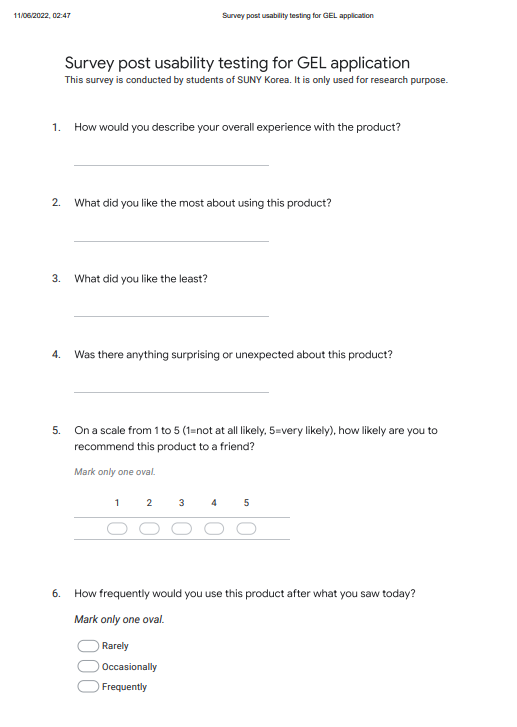 11/06/2022, 02:47 Survey post usability testing for GEL application
Survey post usability testing for GEL application
This survey is conducted by students of SUNY Korea. It is only used for research purpose.
1. How would you describe your overall experience with the product?
2. What did you like the most about using this product?
3. What did you like the least?
4. Was there anything surprising or unexpected about this product?
5. On a scale from 1 to 5 (1=not at all likely, 5=very likely), how likely are you to
recommend this product to a friend?
Mark only one oval.
1 2 3 4 5
6. How frequently would you use this product after what you saw today?
Mark only one oval.
Rarely
Occasionally
Frequently